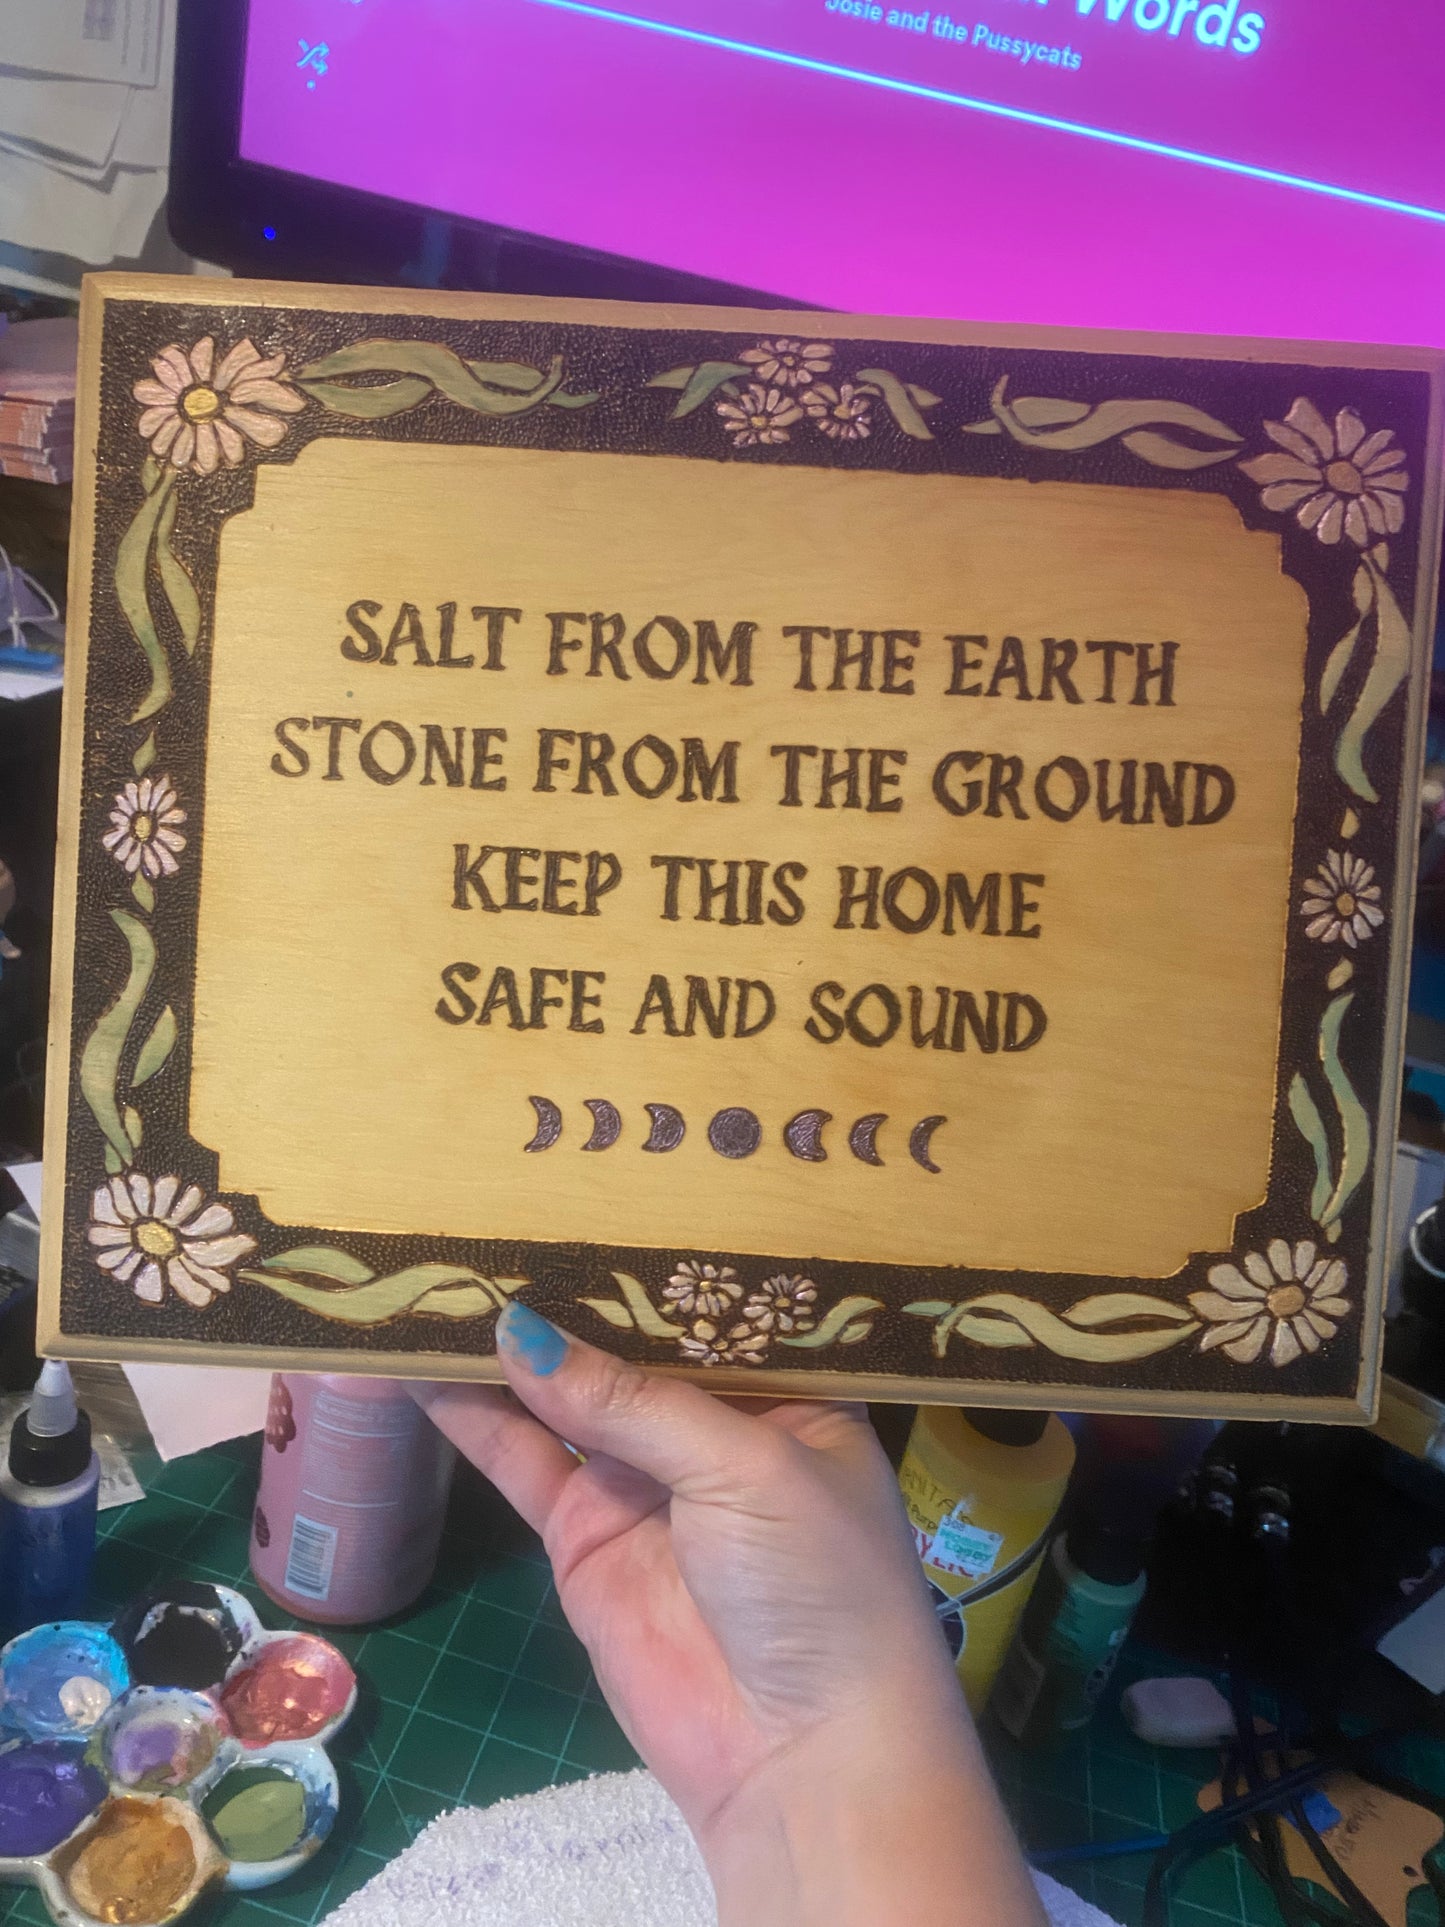 Words
Josie and the Pussycats
SALT FROM THE EARTH
STONE FROM THE GROUND
KEEP THIS HOME
SAFE AND SOUND